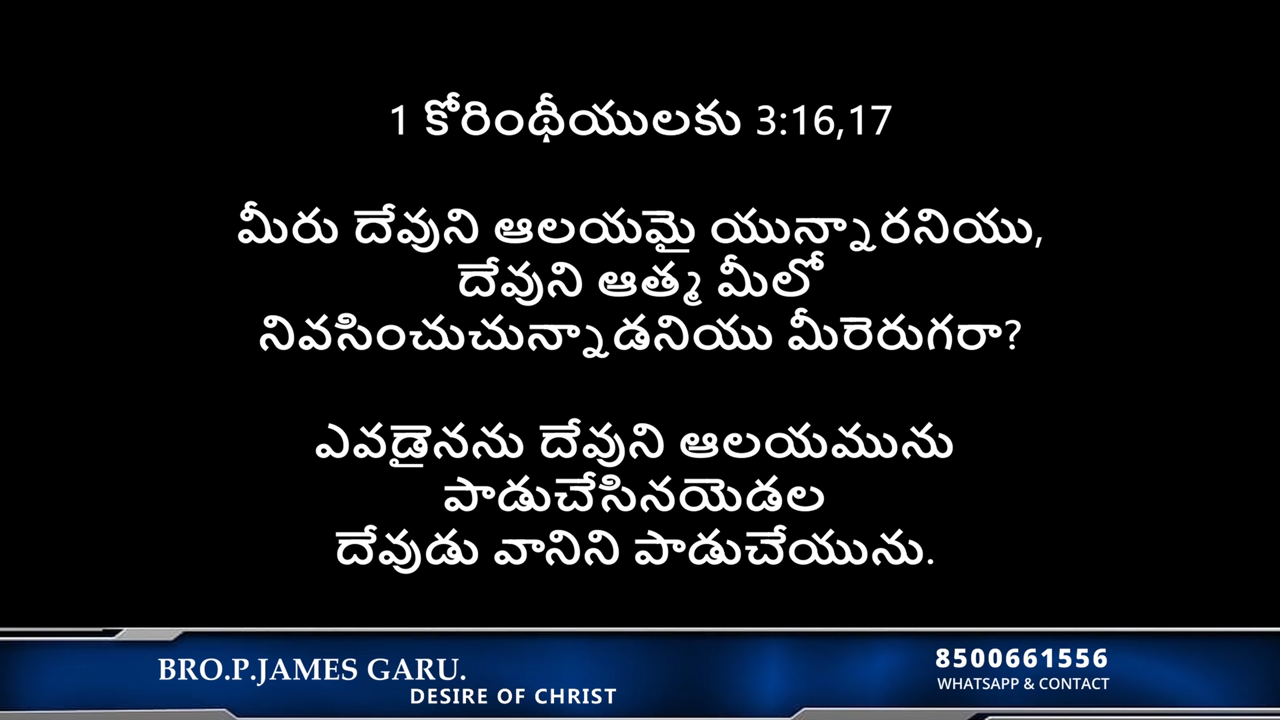 1 కోరింథీయులకు 3:16,17
మీరు దేవుని ఆలయమై యున్నారనియు,
దేవుని ఆత్మ మీలో
నివసించుచున్నాడనియు మీరెరుగరా?
ఎవడైనను దేవుని ఆలయమును
పాడుచేసినయెడల
దేవుడు వానిని పాడుచేయును.
BRO.P.JAMES GARU.
DESIRE OF CHRIST
8500661556
WHATSAPP & CONTACT